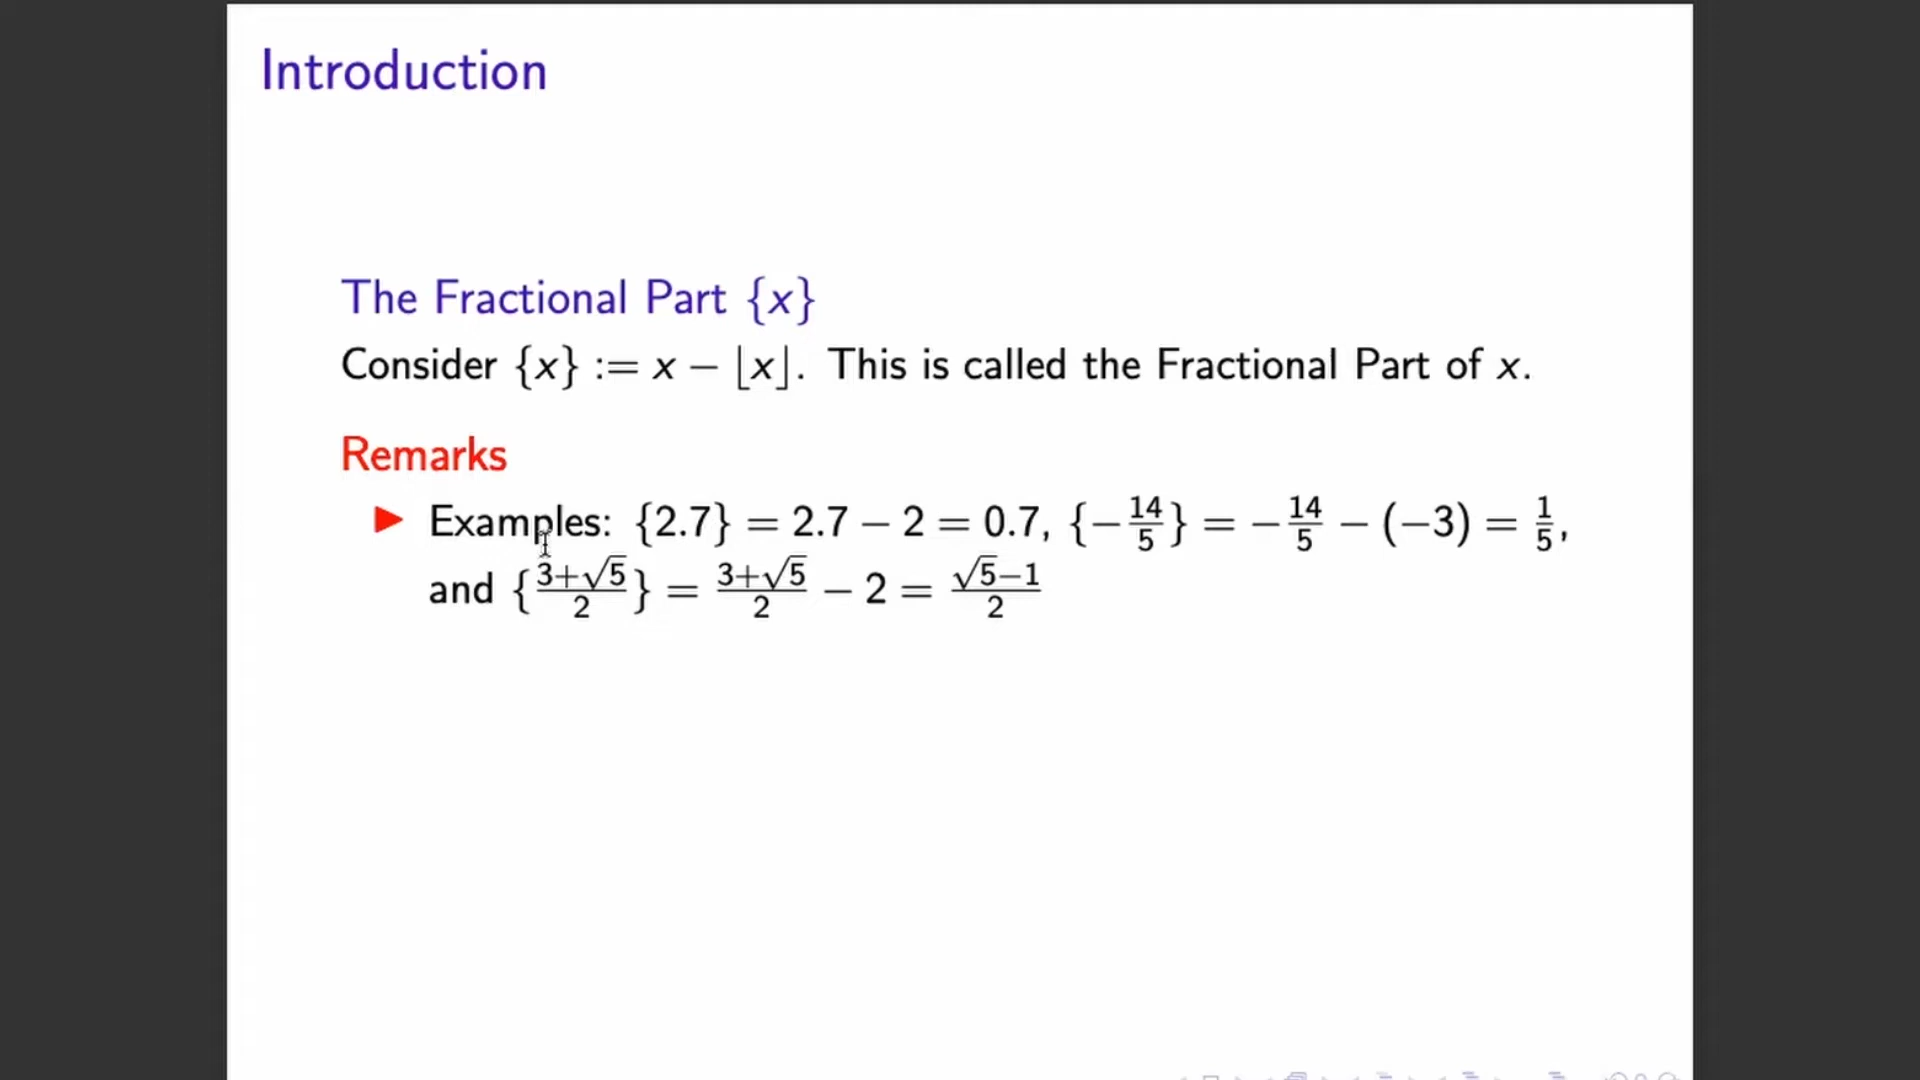 Introduction
The Fractional Part {x}
Consider {x} := x − ⌊x⌋. This is called the Fractional Part of x.
Remarks
▶ Examples: {2.7} = 2.7 − 2 = 0.7, {−14/5} = −14/5 − (−3) = 1/5,
and {(3+√5)/2} = (3+√5)/2 − 2 = (√5−1)/2